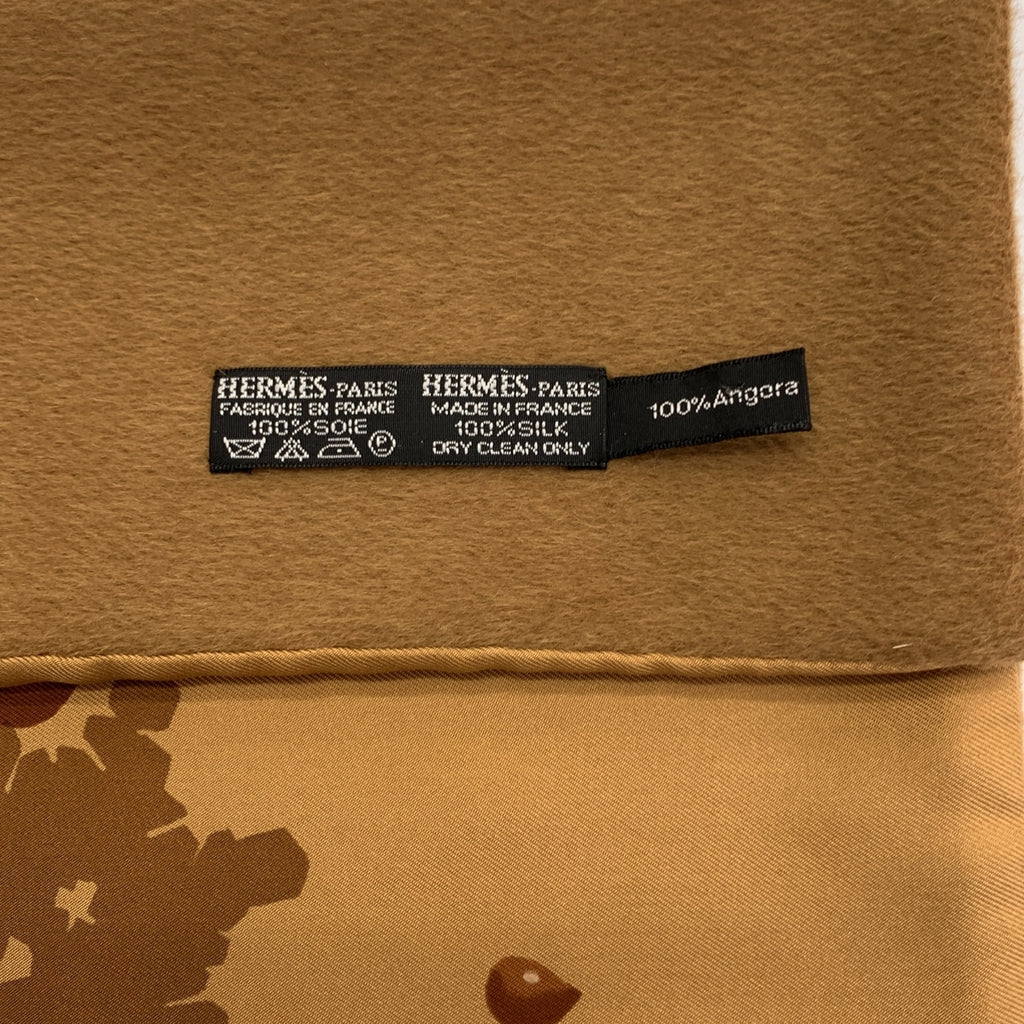 HERMÈS-PARIS
FABRIQUE EN FRANCE
100%SOIE
P
HERMÈS-PARIS
MADE IN FRANCE
100%SILK
DRY CLEAN ONLY
100%Angora